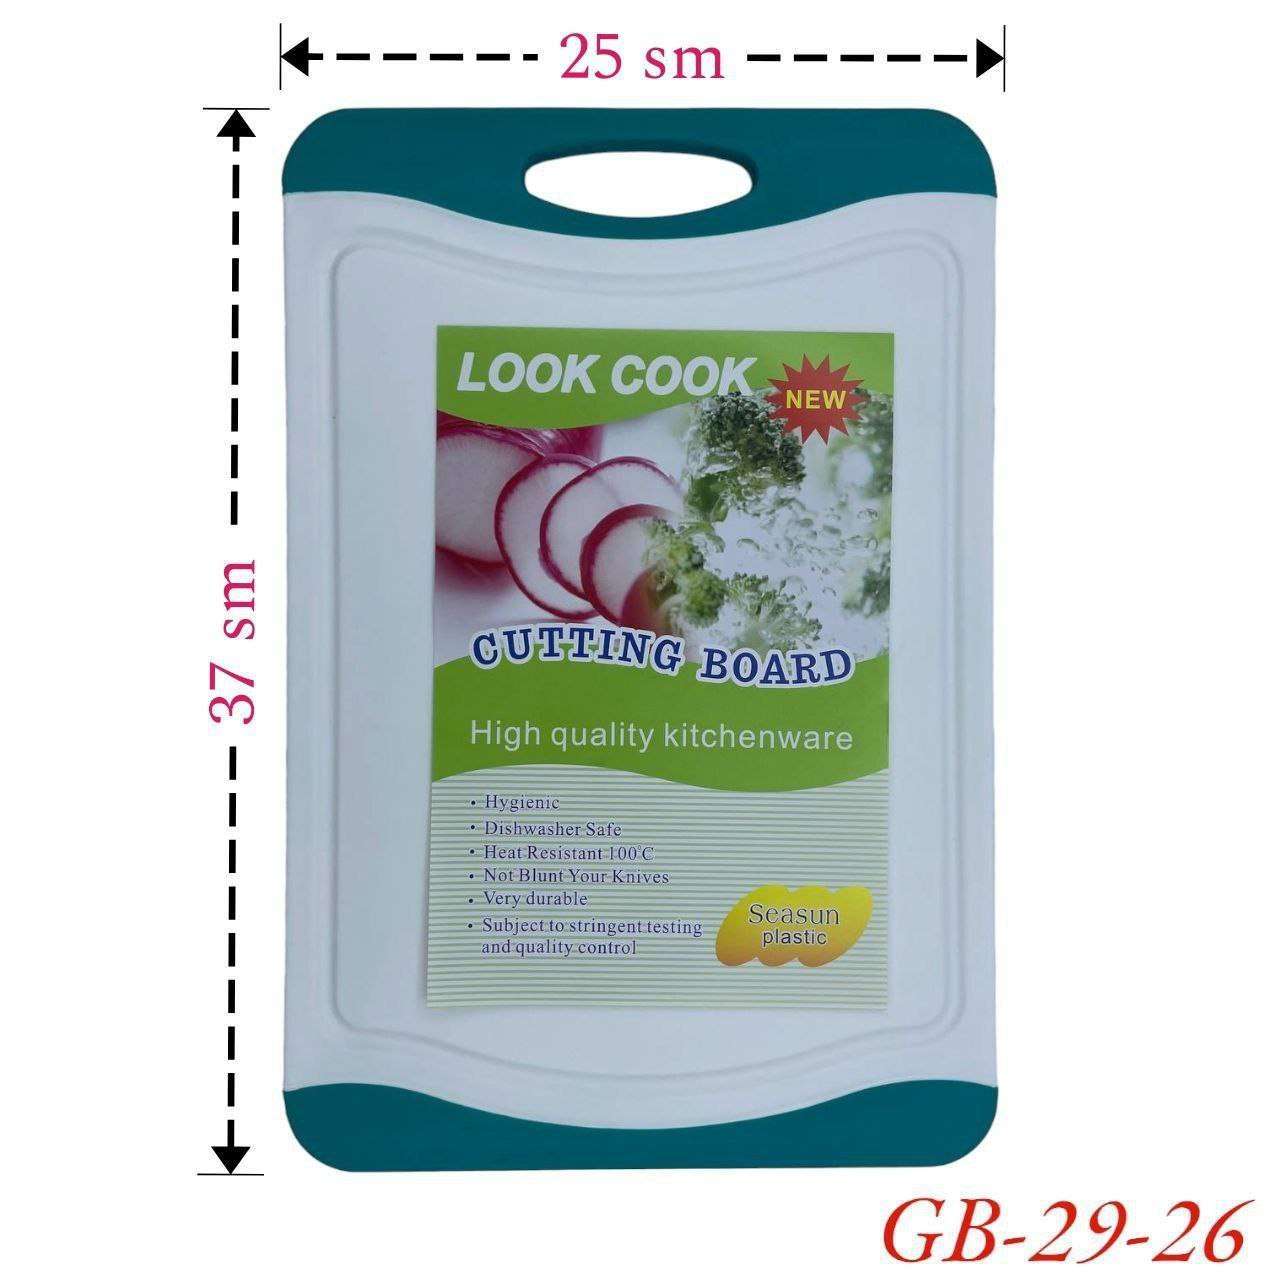 25 sm
37 sm
LOOK COOK
NEW
CUTTING BOARD
High quality kitchenware
• Hygienic
• Dishwasher Safe
• Heat Resistant 100°C
• Not Blunt Your Knives
• Very durable
• Subject to stringent testing
and quality control
Seasun
plastic
GB-29-26